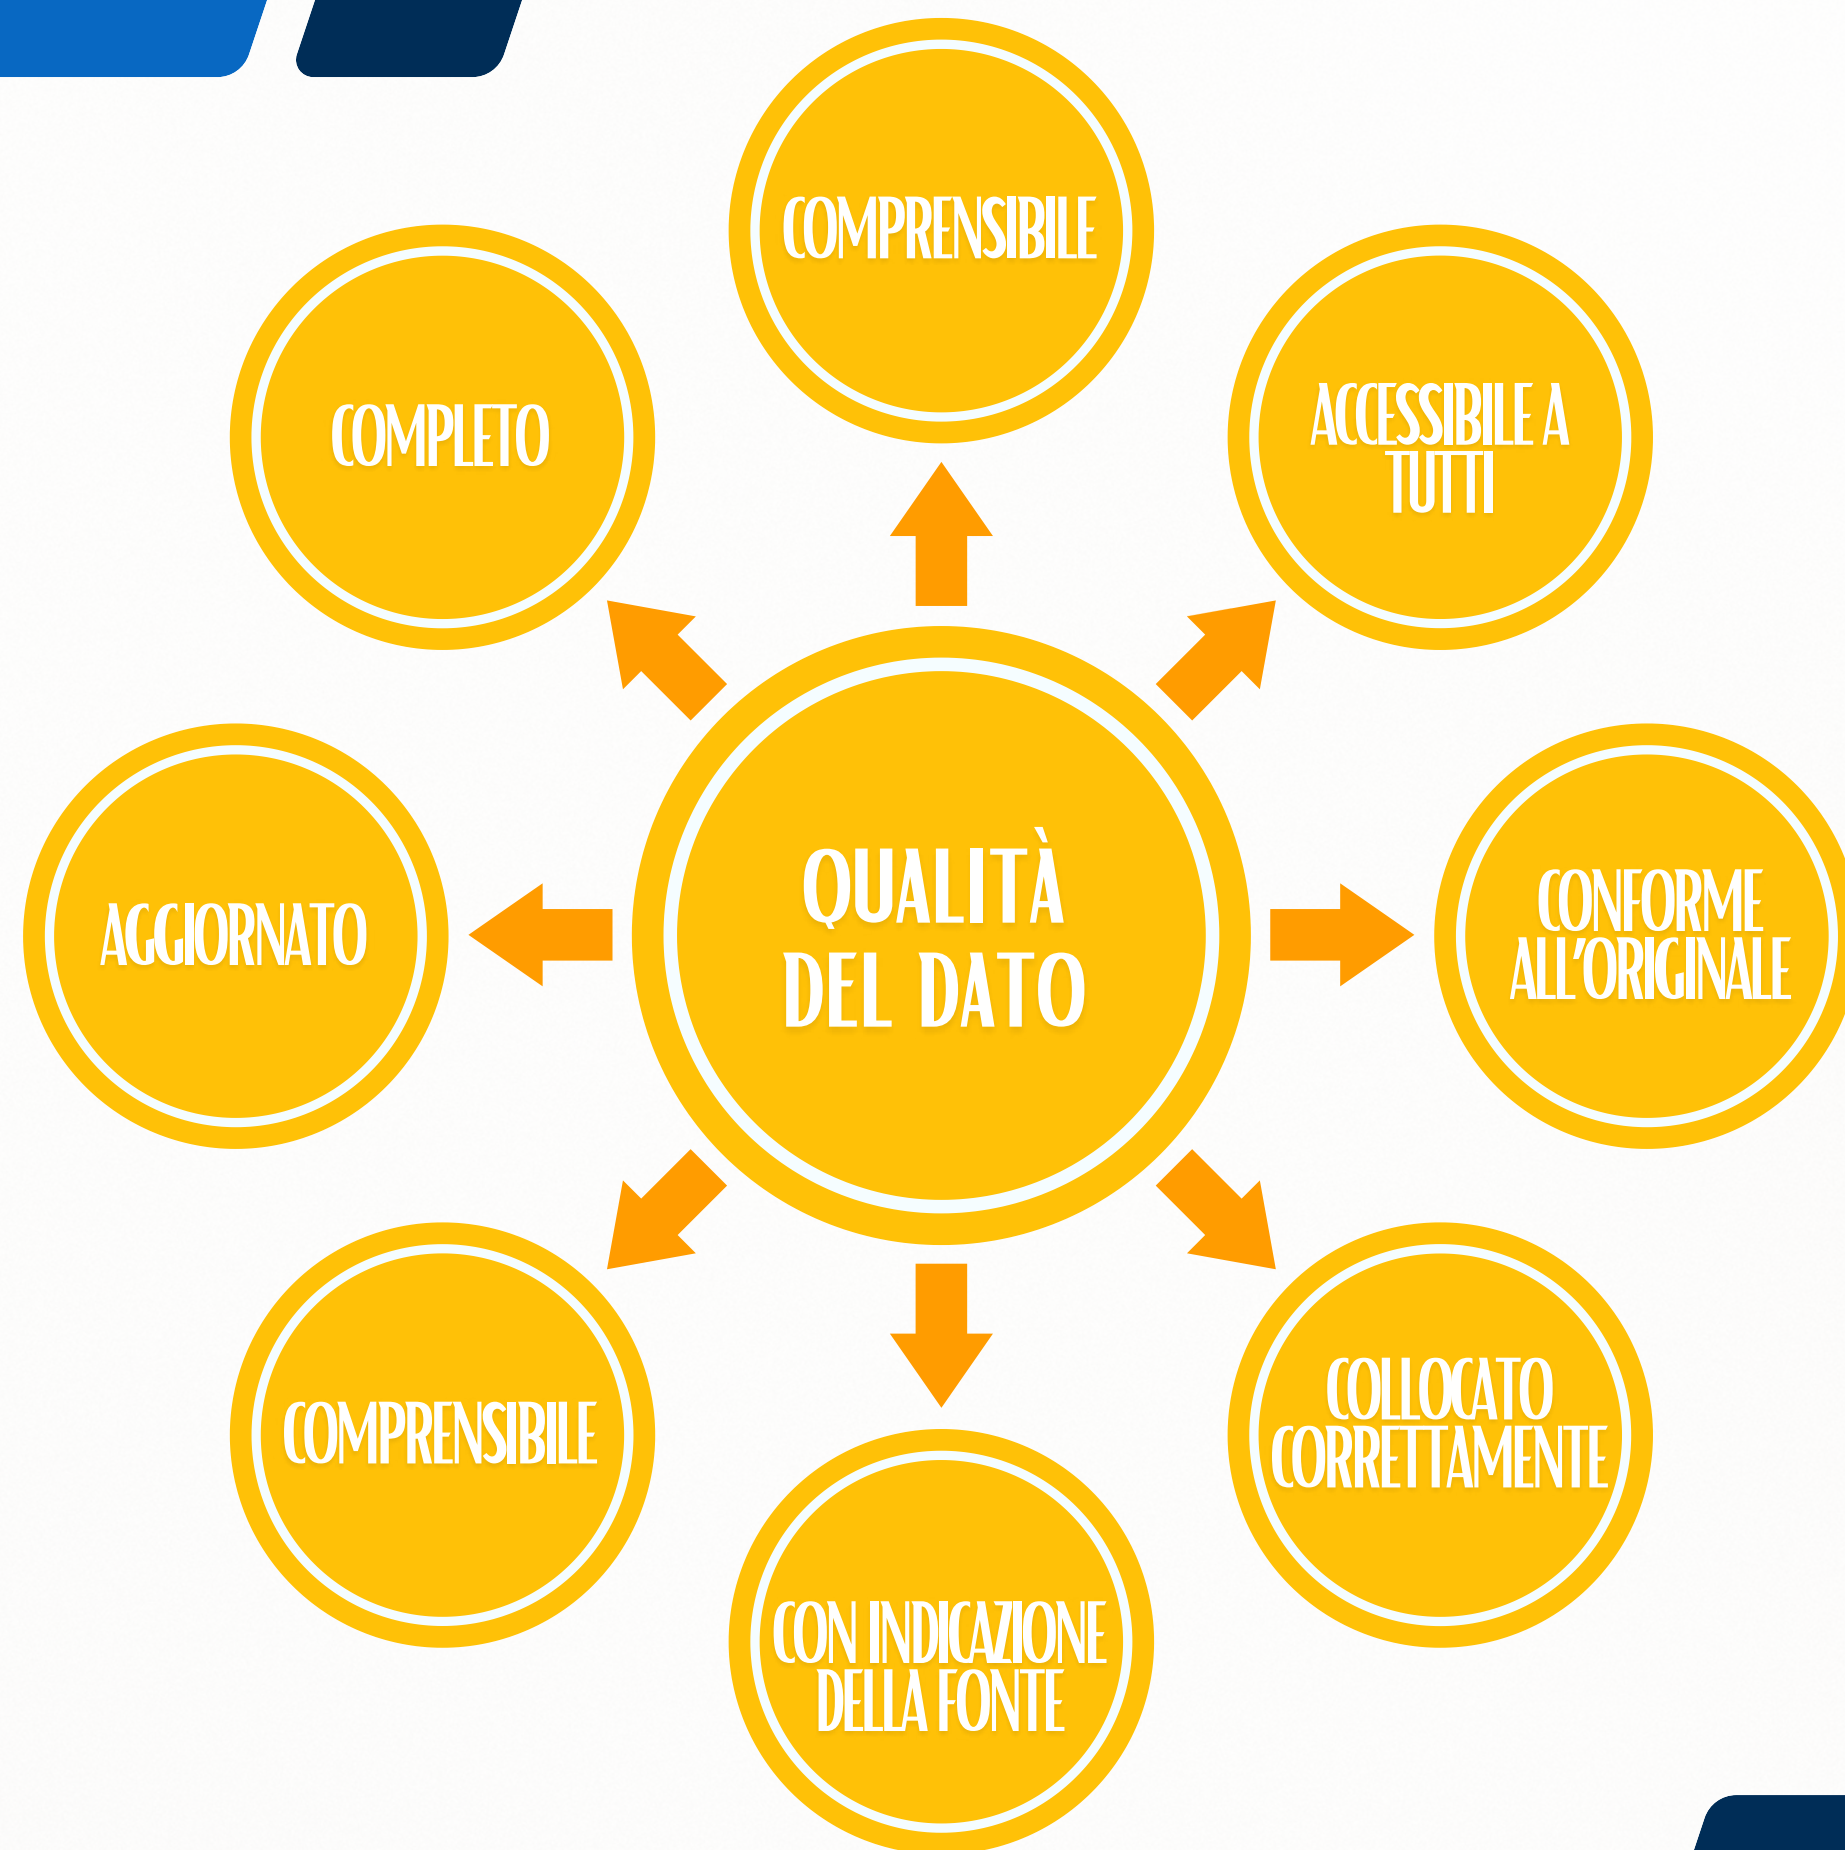 COMPRENSIBILE
COMPLETO
ACCESSIBILE A
TUTTI
QUALITÀ
DEL DATO
AGGIORNATO
CONFORME
ALL'ORIGINALE
COMPRENSIBILE
COLLOCATO
CORRETTAMENTE
CON INDICAZIONE
DELLA FONTE